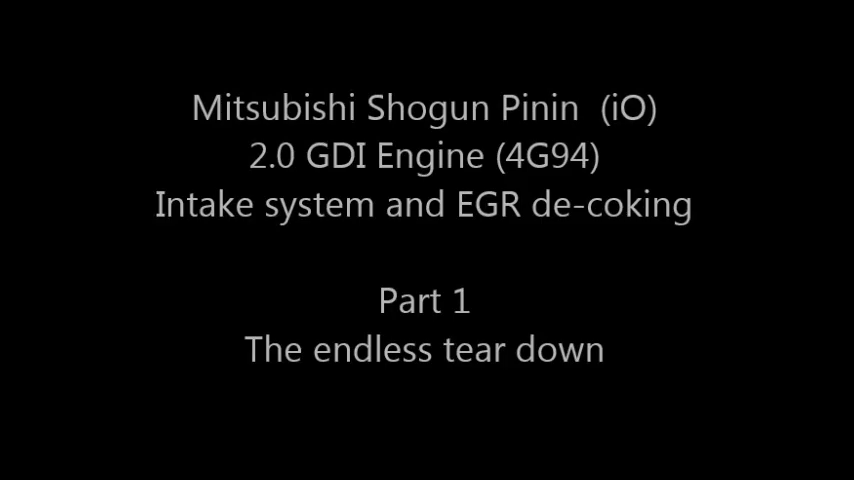 Mitsubishi Shogun Pinin (iO)
2.0 GDI Engine (4G94)
Intake system and EGR de-coking
Part 1
The endless tear down